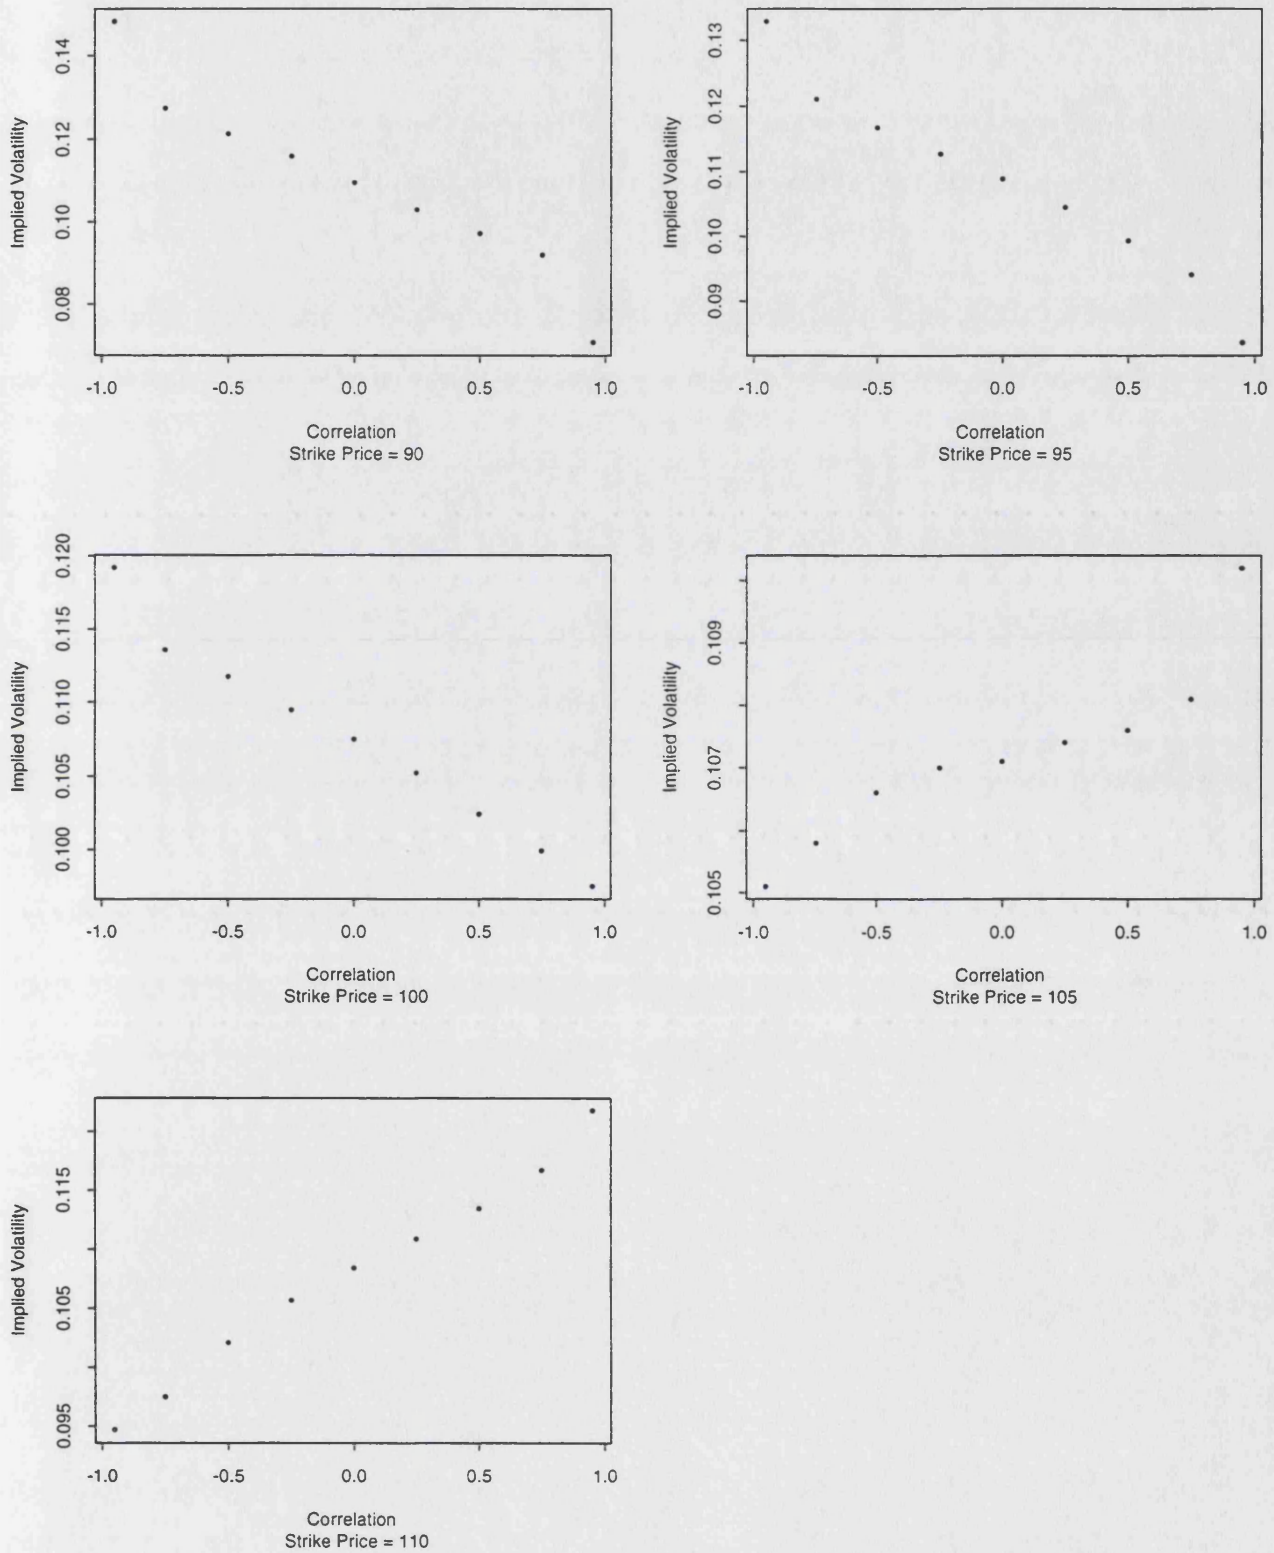 Implied Volatility
0.14
0.12
0.10
0.08
-1.0 -0.5 0.0 0.5 1.0
Correlation
Strike Price = 90
Implied Volatility
0.13
0.12
0.11
0.10
0.09
-1.0 -0.5 0.0 0.5 1.0
Correlation
Strike Price = 95
Implied Volatility
0.120
0.115
0.110
0.105
0.100
-1.0 -0.5 0.0 0.5 1.0
Correlation
Strike Price = 100
Implied Volatility
0.109
0.107
0.105
-1.0 -0.5 0.0 0.5 1.0
Correlation
Strike Price = 105
Implied Volatility
0.115
0.105
0.095
-1.0 -0.5 0.0 0.5 1.0
Correlation
Strike Price = 110